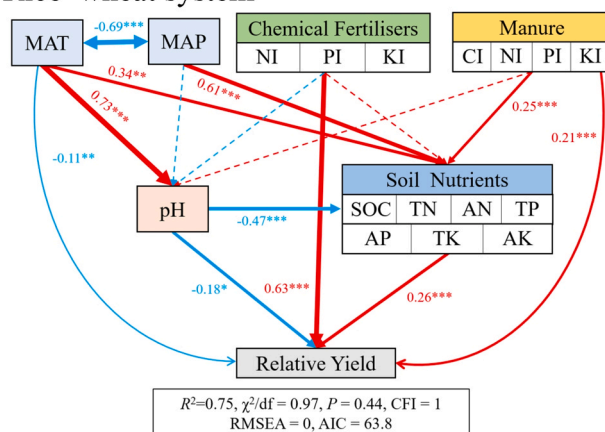 Rice–wheat system
MAT
-0.69***
MAP
Chemical Fertilisers
NI PI KI
Manure
CI NI PI KI
0.34**
0.61***
0.73***
0.25***
0.21***
-0.11**
pH
-0.47***
Soil Nutrients
SOC TN AN TP
AP TK AK
-0.18*
0.63***
0.26***
Relative Yield
R²=0.75, χ²/df = 0.97, P = 0.44, CFI = 1
RMSEA = 0, AIC = 63.8